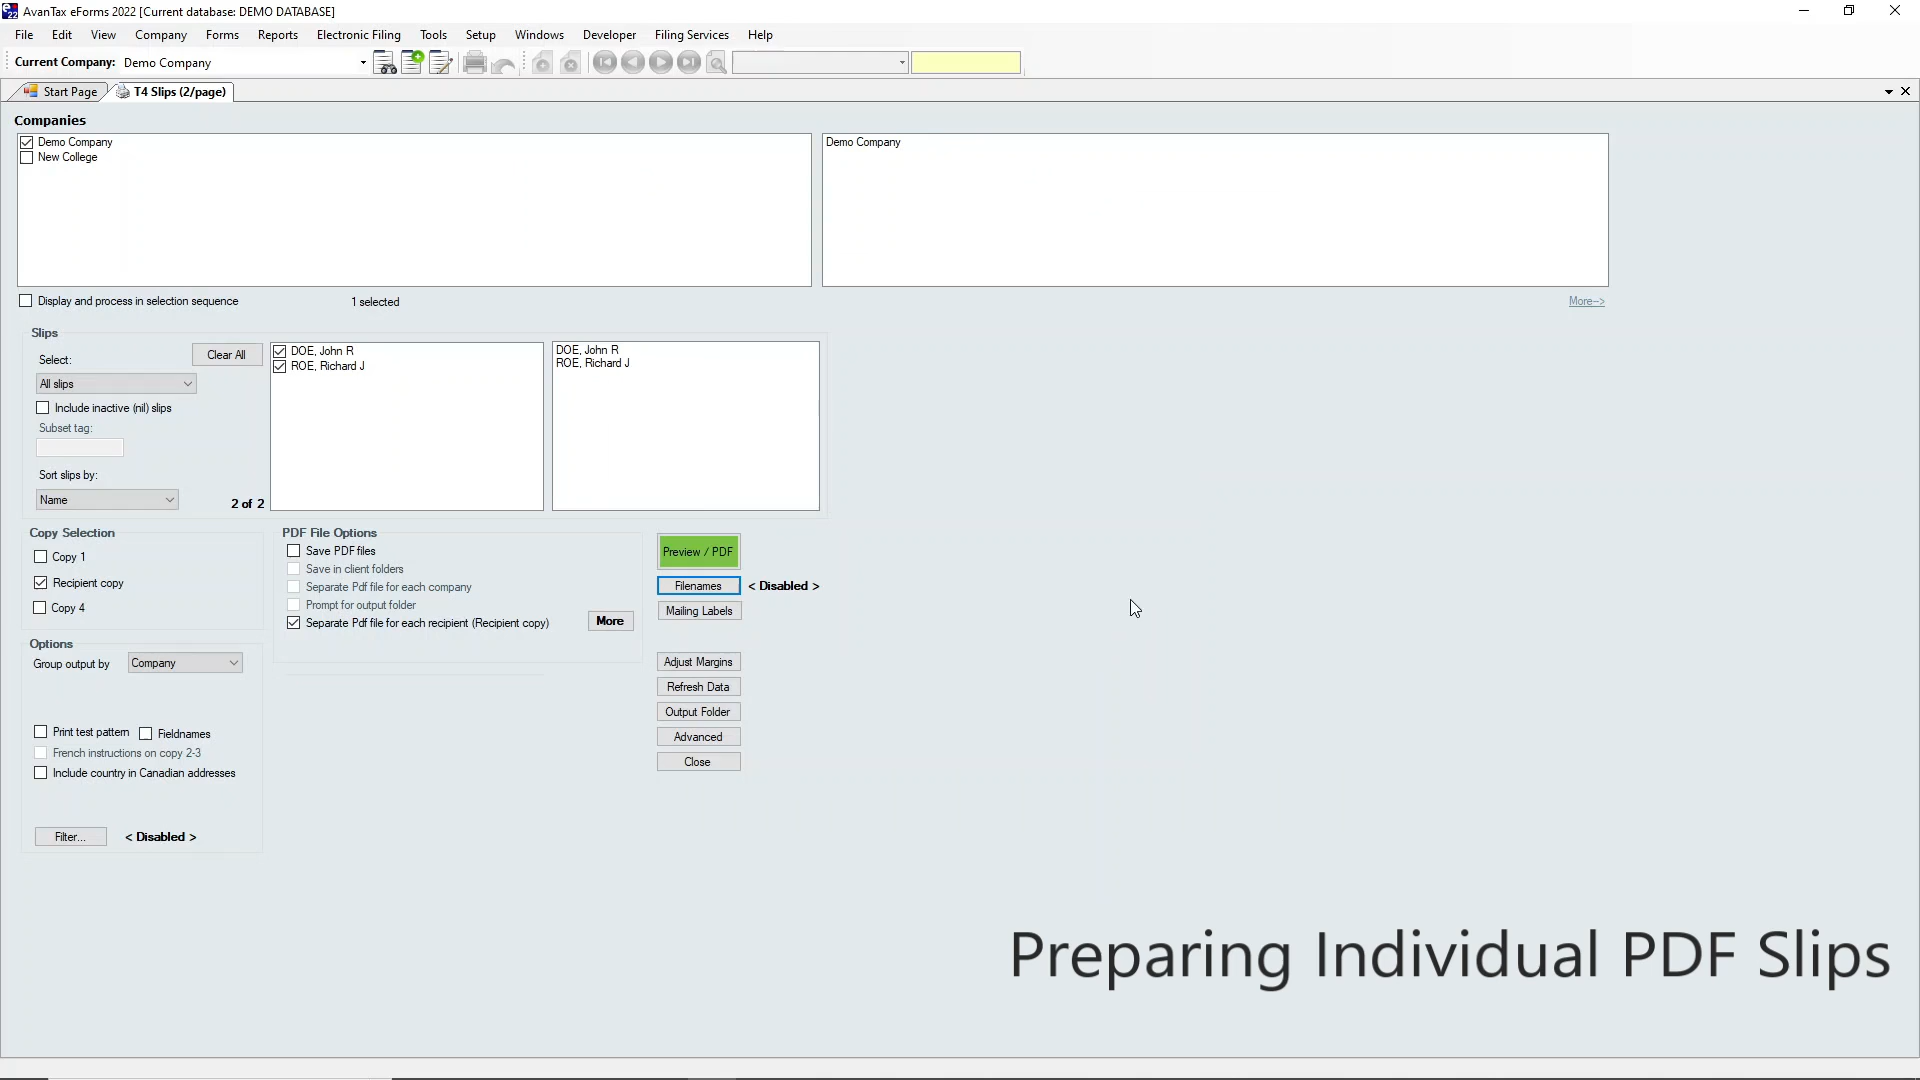 AvanTax eForms 2022 [Current database: DEMO DATABASE]
File Edit View Company Forms Reports Electronic Filing Tools Setup Windows Developer Filing Services Help
Current Company: Demo Company
Start Page T4 Slips (2/page)
Companies
Demo Company
New College
Demo Company
Display and process in selection sequence 1 selected More-->
Slips
Select: Clear All
All slips
Include inactive (nil) slips
Subset tag:
Sort slips by:
Name 2 of 2
DOE, John R
ROE, Richard J
DOE, John R
ROE, Richard J
Copy Selection
Copy 1
Recipient copy
Copy 4
PDF File Options
Save PDF files
Save in client folders
Separate Pdf file for each company
Prompt for output folder
Separate Pdf file for each recipient (Recipient copy) More
Preview / PDF
Filenames < Disabled >
Mailing Labels
Adjust Margins
Refresh Data
Output Folder
Advanced
Close
Options
Group output by Company
Print test pattern Fieldnames
French instructions on copy 2-3
Include country in Canadian addresses
Filter... < Disabled >
Preparing Individual PDF Slips